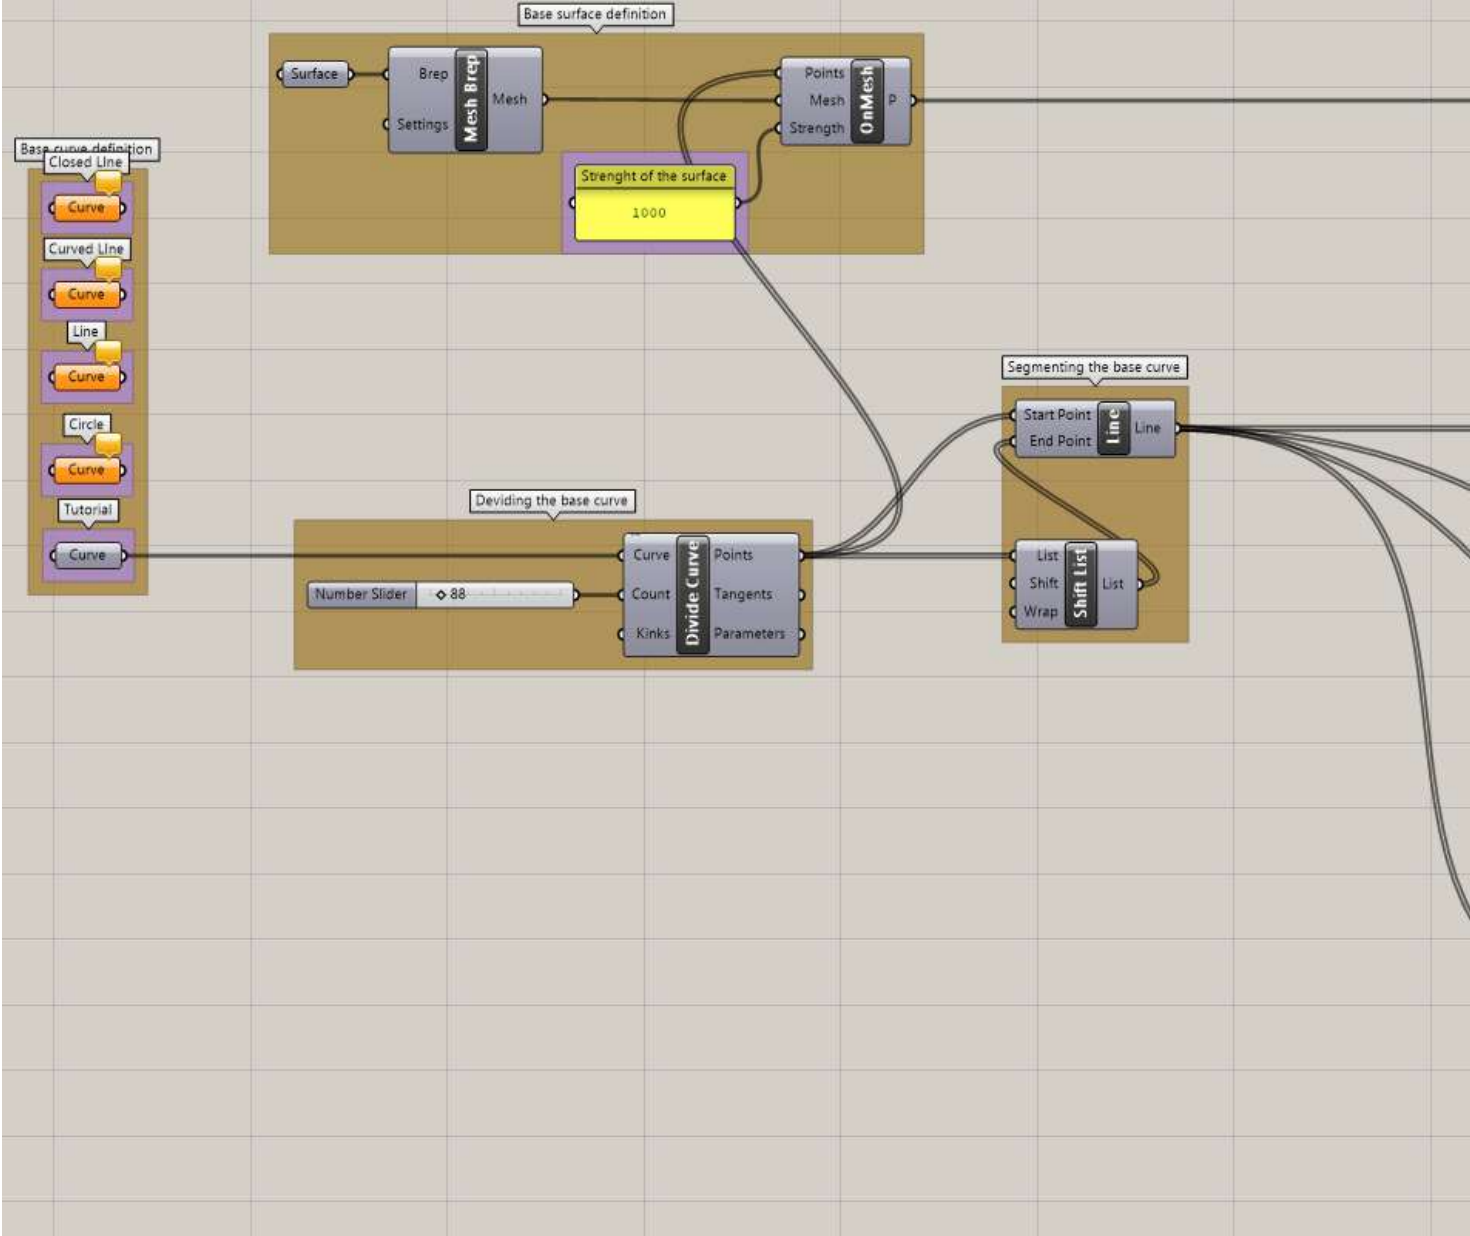 Base surface definition
Surface
Brep
Settings
Mesh Brep
Mesh
Points
Mesh
Strength
OnMesh
P
Strenght of the surface
1000
Base curve definition
Closed LIne
Curve
Curved LIne
Curve
Line
Curve
Circle
Curve
Tutorial
Curve
Deviding the base curve
Number Slider
88
Curve
Count
Kinks
Divide Curve
Points
Tangents
Parameters
Segmenting the base curve
Start Point
End Point
Line
Line
List
Shift
Wrap
Shift List
List